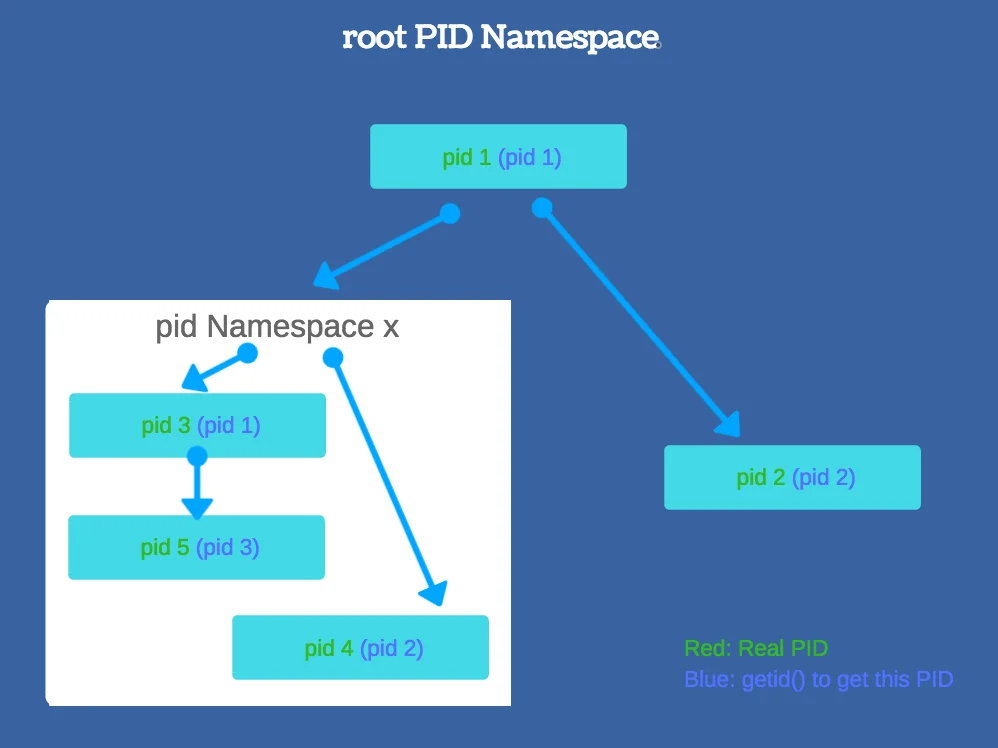 root PID Namespace
pid 1 (pid 1)
pid Namespace x
pid 3 (pid 1)
pid 2 (pid 2)
pid 5 (pid 3)
pid 4 (pid 2)
Red: Real PID
Blue: getid() to get this PID